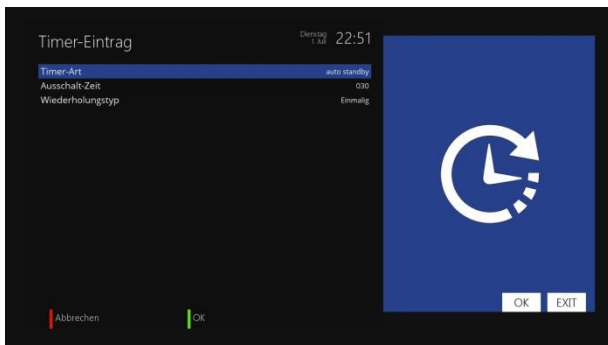 Timer-Eintrag
Dienstag
1. Juli
22:51
Timer-Art auto standby
Ausschalt-Zeit 030
Wiederholungstyp Einmalig
Abbrechen OK
OK EXIT